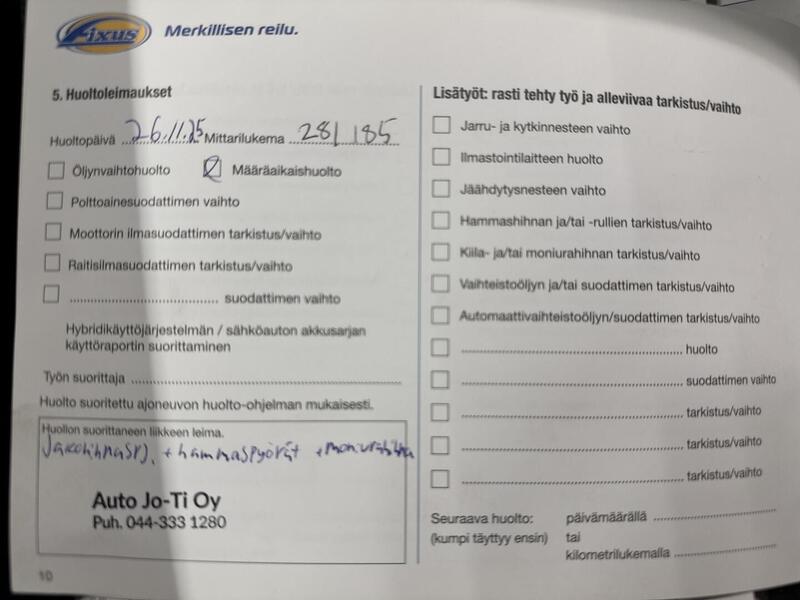 Fixus Merkillisen reilu.
5. Huoltoleimaukset
Huoltopäivä 26.11.25 Mittarilukema 281 185
Öljynvaihtohuolto Määräaikaishuolto
Polttoainesuodattimen vaihto
Moottorin ilmasuodattimen tarkistus/vaihto
Raitisilmasuodattimen tarkistus/vaihto
........................................ suodattimen vaihto
Hybridikäyttöjärjestelmän / sähköauton akkusarjan
käyttöraportin suorittaminen
Työn suorittaja ........................................
Huolto suoritettu ajoneuvon huolto-ohjelman mukaisesti.
Huollon suorittaneen liikkeen leima.
Jakohihnasrj. + hammaspyörät + moniurahihna
Auto Jo-Ti Oy
Puh. 044-333 1280
10
Lisätyöt: rasti tehty työ ja alleviivaa tarkistus/vaihto
Jarru- ja kytkinnesteen vaihto
Ilmastointilaitteen huolto
Jäähdytysnesteen vaihto
Hammashihnan ja/tai -rullien tarkistus/vaihto
Kiila- ja/tai moniurahihnan tarkistus/vaihto
Vaihteistoöljyn ja/tai suodattimen tarkistus/vaihto
Automaattivaihteistoöljyn/suodattimen tarkistus/vaihto
........................................ huolto
........................................ suodattimen vaihto
........................................ tarkistus/vaihto
........................................ tarkistus/vaihto
........................................ tarkistus/vaihto
Seuraava huolto: päivämäärällä ........................................
(kumpi täyttyy ensin) tai
kilometrilukemalla ........................................